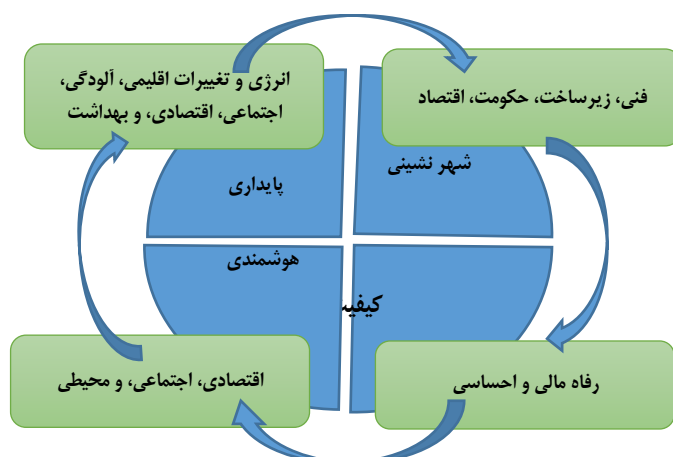 فنی، زیرساخت، حکومت، اقتصاد
انرژی و تغییرات اقلیمی، آلودگی،
اجتماعی، اقتصادی، و بهداشت
شهر نشینی
پایداری
هوشمندی
کیفیـ
رفاه مالی و احساسی
اقتصادی، اجتماعی، و محیطی